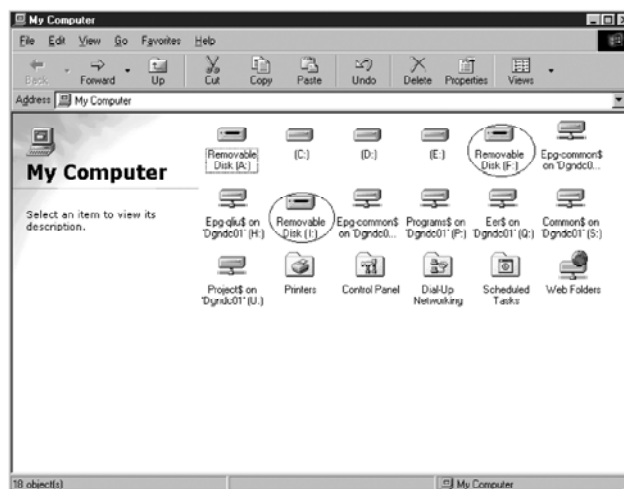 My Computer
File Edit View Go Favorites Help
Back Forward Up Cut Copy Paste Undo Delete Properties Views
Address My Computer
My Computer
Select an item to view its
description.
Removable (C:) (D:) (E:) Removable Epg-common$
Disk (A:) Disk (F:) on 'Dgndc0...
Epg-qliu$ on Removable Epg-common$ Programs$ on Eer$ on Common$ on
'Dgndc01' (H:) Disk (I:) on 'Dgndc0... 'Dgndc01' (P:) 'Dgndc01' (Q:) 'Dgndc01' (S:)
Project$ on Printers Control Panel Dial-Up Scheduled Web Folders
'Dgndc01' (U:) Networking Tasks
18 object(s) My Computer